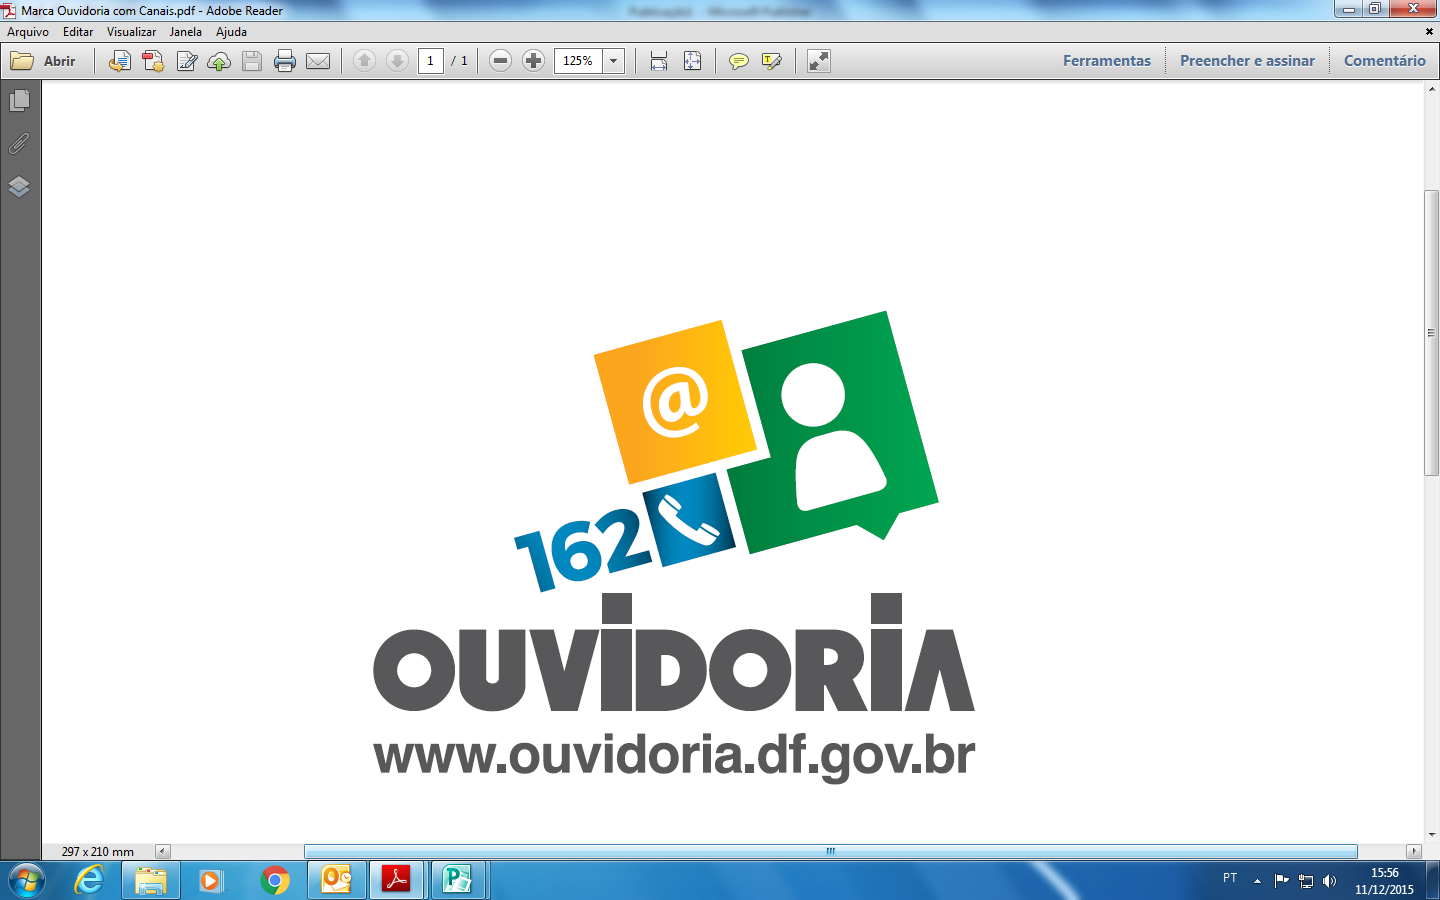 Marca Ouvidoria com Canais.pdf - Adobe Reader
Arquivo Editar Visualizar Janela Ajuda
Abrir
1 / 1
125%
Ferramentas
Preencher e assinar
Comentário
@
162
OUVIDORIA
www.ouvidoria.df.gov.br
297 x 210 mm
PT
15:56
11/12/2015